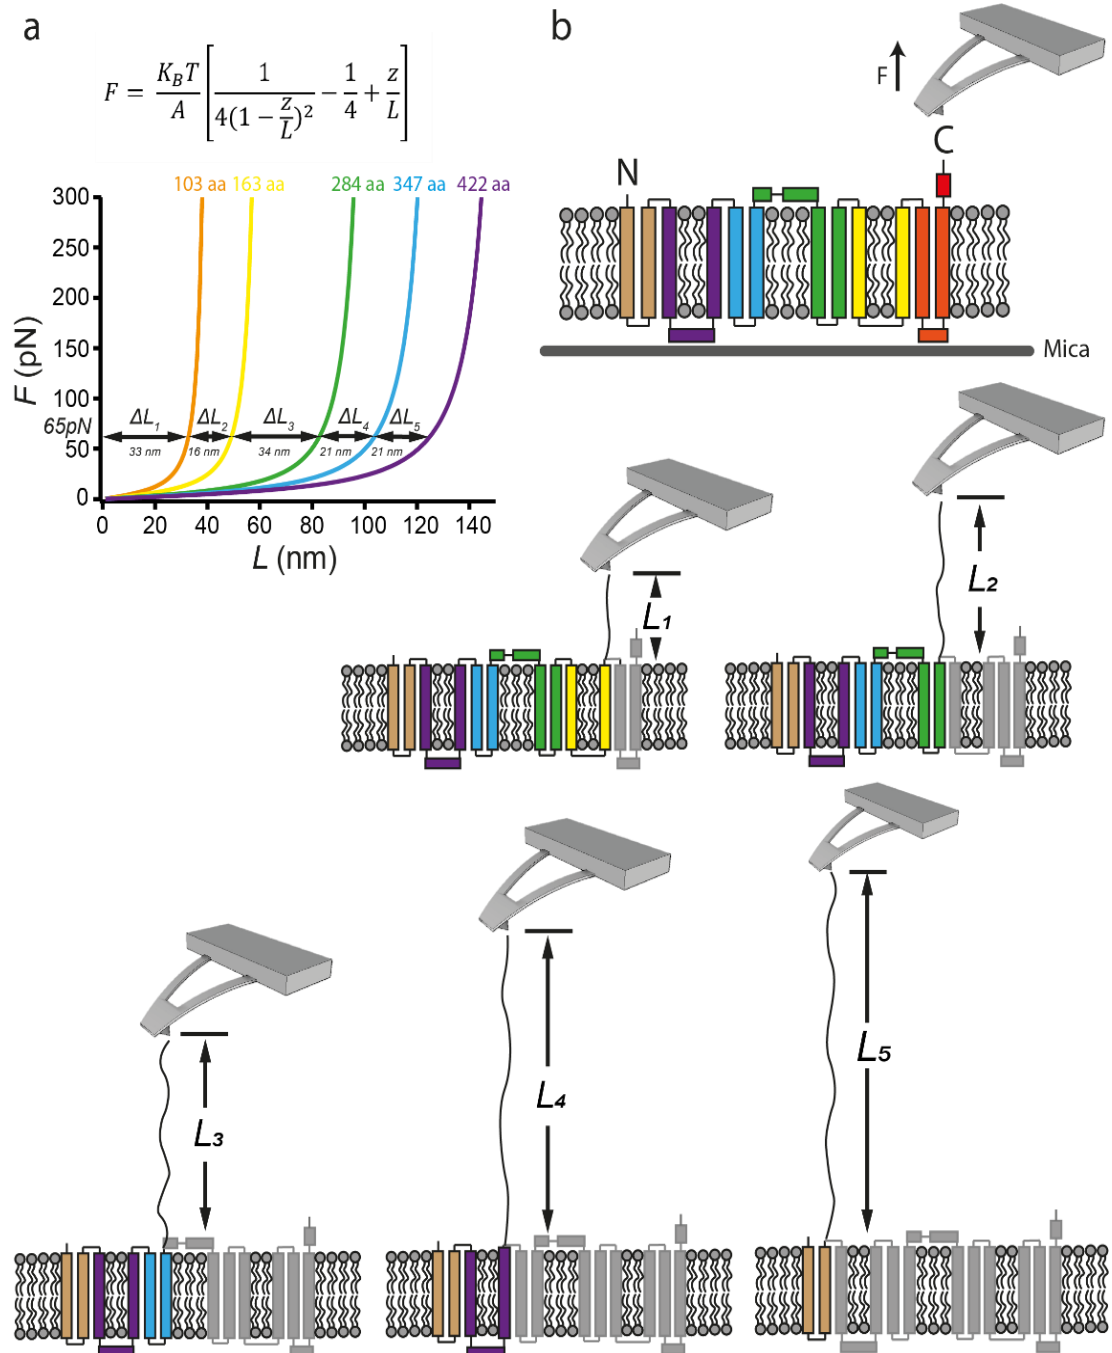 a
b
F = K_BT/A [1/4(1 − z/L)² − 1/4 + z/L]
F
N
C
Mica
103 aa 163 aa 284 aa 347 aa 422 aa
300
250
200
150
100
65pN
50
0
F (pN)
ΔL1 ΔL2 ΔL3 ΔL4 ΔL5
33 nm 16 nm 34 nm 21 nm 21 nm
0 20 40 60 80 100 120 140
L (nm)
L1
L2
L3
L4
L5